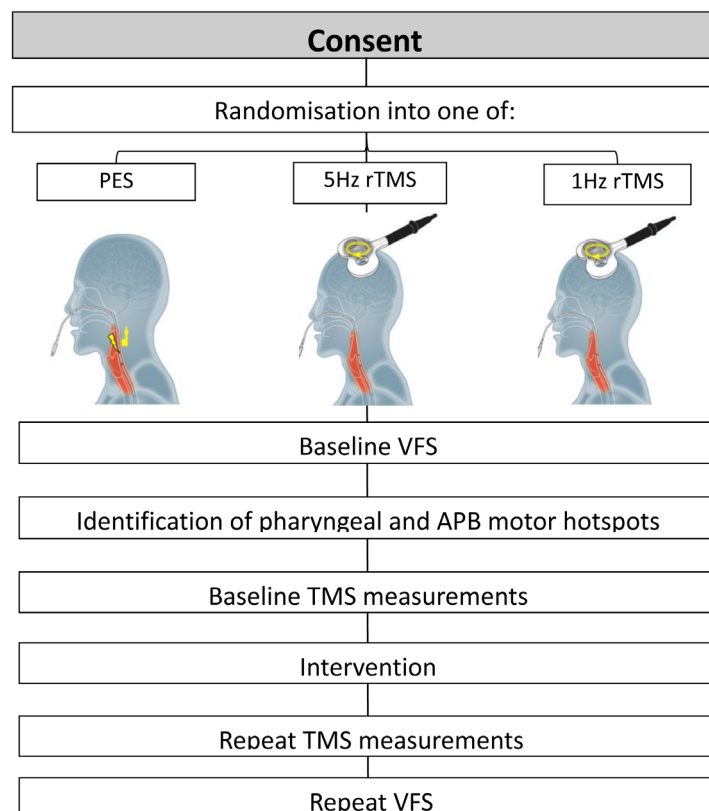 Consent
Randomisation into one of:
PES
5Hz rTMS
1Hz rTMS
Baseline VFS
Identification of pharyngeal and APB motor hotspots
Baseline TMS measurements
Intervention
Repeat TMS measurements
Repeat VFS